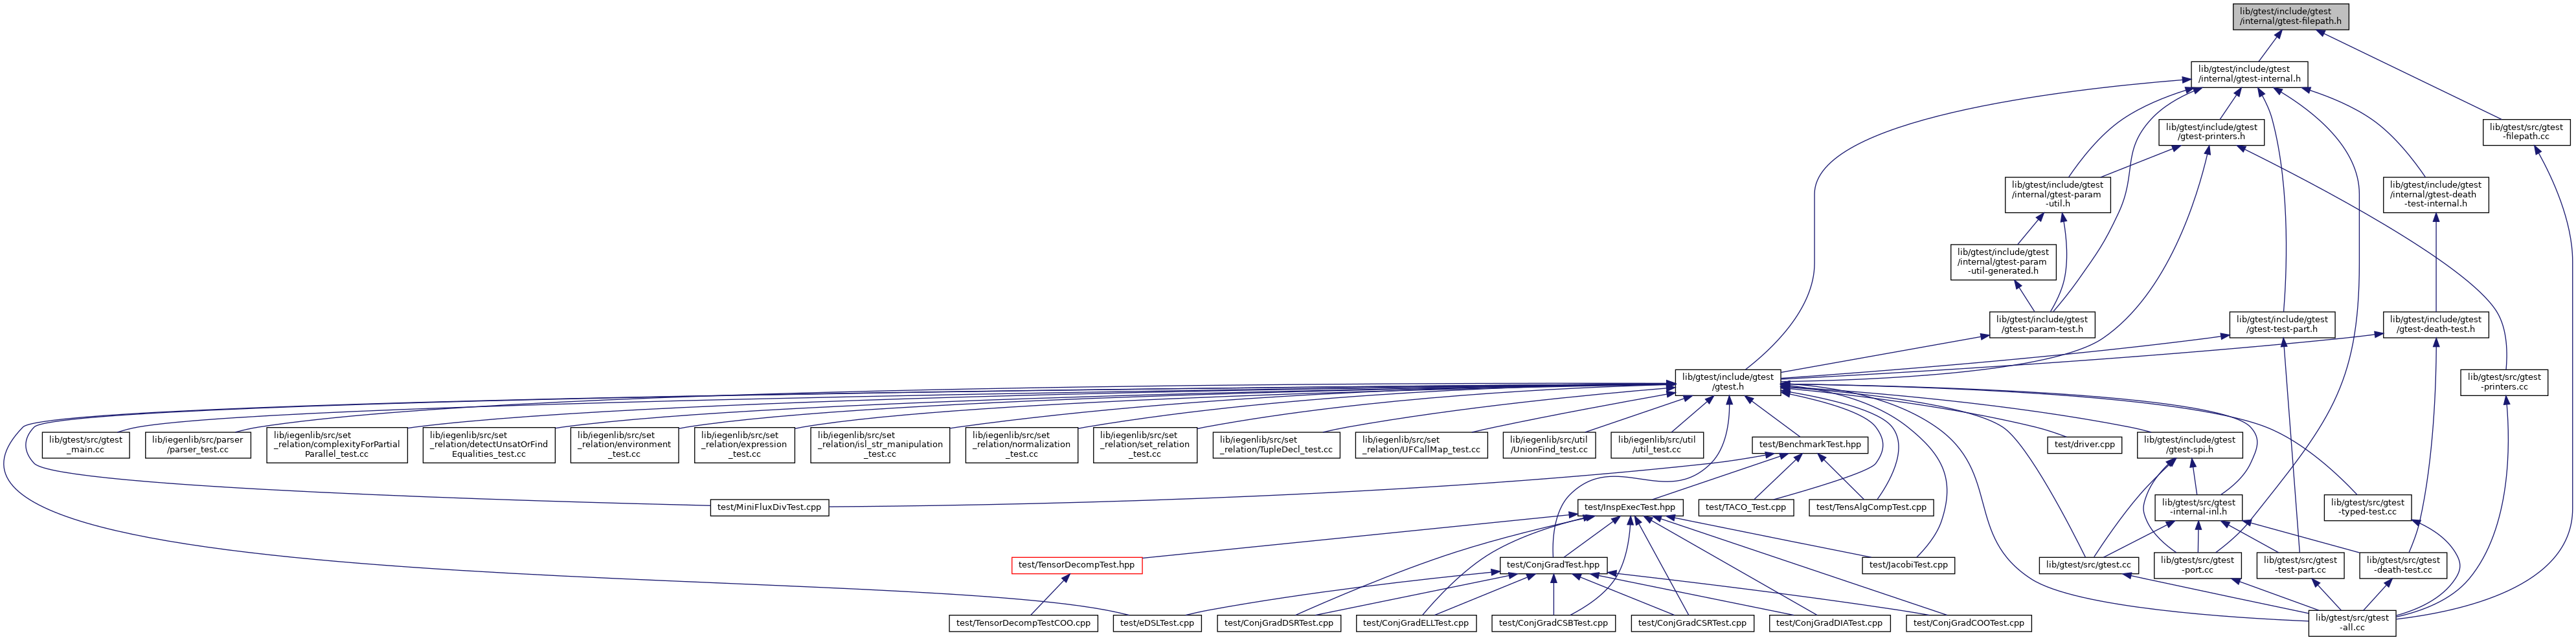 lib/gtest/include/gtest
/internal/gtest-filepath.h
lib/gtest/include/gtest
/internal/gtest-internal.h
lib/gtest/include/gtest
/gtest-printers.h
lib/gtest/src/gtest
-filepath.cc
lib/gtest/include/gtest
/internal/gtest-param
-util.h
lib/gtest/include/gtest
/internal/gtest-death
-test-internal.h
lib/gtest/include/gtest
/internal/gtest-param
-util-generated.h
lib/gtest/include/gtest
/gtest-param-test.h
lib/gtest/include/gtest
/gtest-test-part.h
lib/gtest/include/gtest
/gtest-death-test.h
lib/gtest/include/gtest
/gtest.h
lib/gtest/src/gtest
-printers.cc
lib/gtest/src/gtest
_main.cc
lib/iegenlib/src/parser
/parser_test.cc
lib/iegenlib/src/set
_relation/complexityForPartial
Parallel_test.cc
lib/iegenlib/src/set
_relation/detectUnsatOrFind
Equalities_test.cc
lib/iegenlib/src/set
_relation/environment
_test.cc
lib/iegenlib/src/set
_relation/expression
_test.cc
lib/iegenlib/src/set
_relation/isl_str_manipulation
_test.cc
lib/iegenlib/src/set
_relation/normalization
_test.cc
lib/iegenlib/src/set
_relation/set_relation
_test.cc
lib/iegenlib/src/set
_relation/TupleDecl_test.cc
lib/iegenlib/src/set
_relation/UFCallMap_test.cc
lib/iegenlib/src/util
/UnionFind_test.cc
lib/iegenlib/src/util
/util_test.cc
test/BenchmarkTest.hpp
test/driver.cpp
lib/gtest/include/gtest
/gtest-spi.h
test/MiniFluxDivTest.cpp
test/InspExecTest.hpp
test/TACO_Test.cpp
test/TensAlgCompTest.cpp
lib/gtest/src/gtest
-internal-inl.h
lib/gtest/src/gtest
-typed-test.cc
test/TensorDecompTest.hpp
test/ConjGradTest.hpp
test/JacobiTest.cpp
lib/gtest/src/gtest.cc
lib/gtest/src/gtest
-port.cc
lib/gtest/src/gtest
-test-part.cc
lib/gtest/src/gtest
-death-test.cc
test/TensorDecompTestCOO.cpp
test/eDSLTest.cpp
test/ConjGradDSRTest.cpp
test/ConjGradELLTest.cpp
test/ConjGradCSBTest.cpp
test/ConjGradCSRTest.cpp
test/ConjGradDIATest.cpp
test/ConjGradCOOTest.cpp
lib/gtest/src/gtest
-all.cc